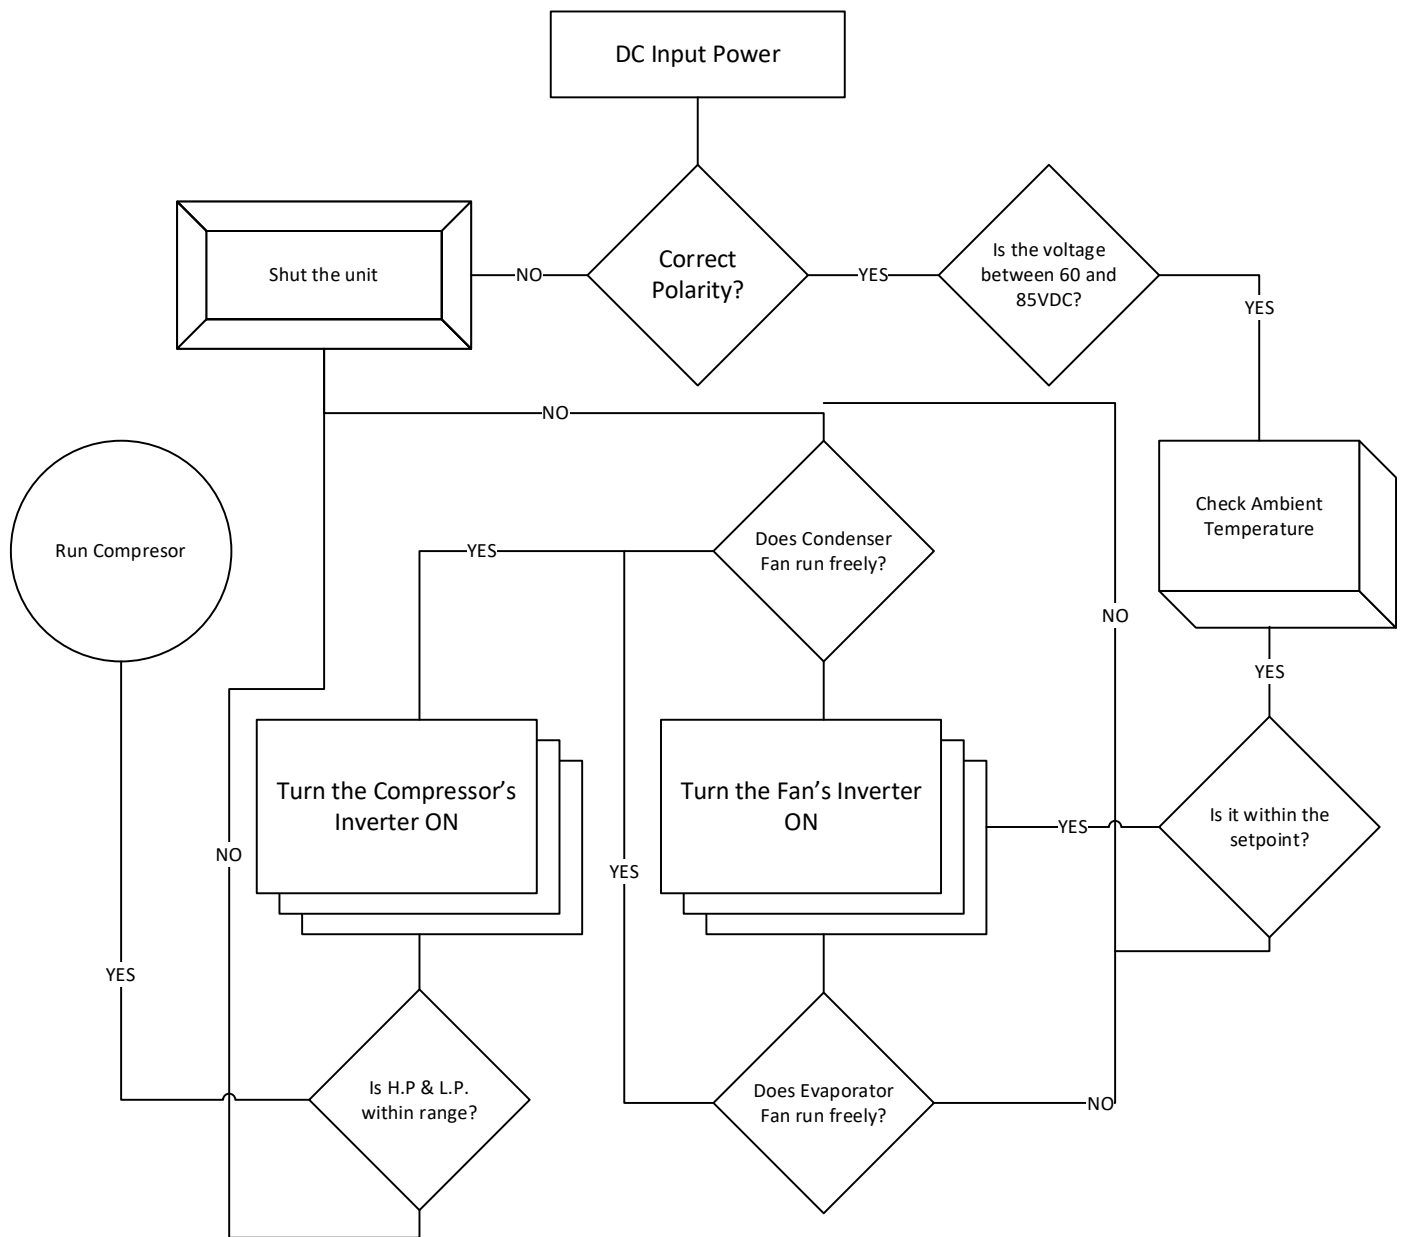 DC Input Power
Correct
Polarity?
NO
YES
Shut the unit
Is the voltage
between 60 and
85VDC?
YES
Check Ambient
Temperature
YES
Is it within the
setpoint?
YES
NO
Turn the Fan’s Inverter
ON
Does Condenser
Fan run freely?
NO
YES
Does Evaporator
Fan run freely?
YES
NO
Turn the Compressor’s
Inverter ON
Is H.P & L.P.
within range?
NO
YES
Run Compresor